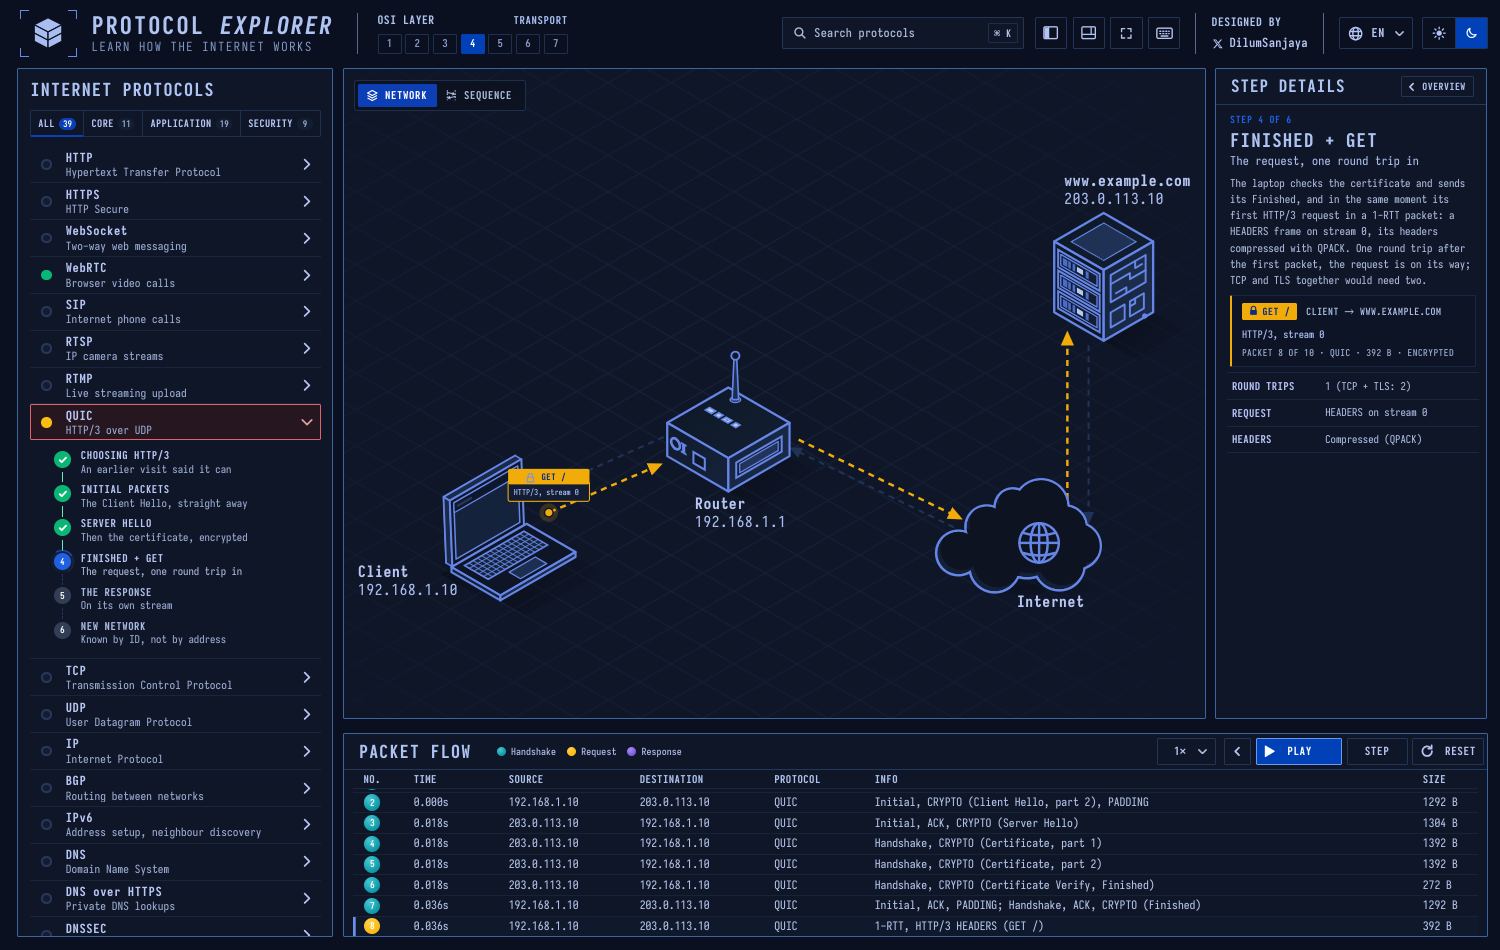 PROTOCOL EXPLORER
LEARN HOW THE INTERNET WORKS
OSI LAYER TRANSPORT
1 2 3 4 5 6 7
Search protocols
⌘ K
DESIGNED BY
DilumSanjaya
EN
INTERNET PROTOCOLS
ALL 39 CORE 11 APPLICATION 19 SECURITY 9
HTTP
Hypertext Transfer Protocol
HTTPS
HTTP Secure
WebSocket
Two-way web messaging
WebRTC
Browser video calls
SIP
Internet phone calls
RTSP
IP camera streams
RTMP
Live streaming upload
QUIC
HTTP/3 over UDP
CHOOSING HTTP/3
An earlier visit said it can
INITIAL PACKETS
The Client Hello, straight away
SERVER HELLO
Then the certificate, encrypted
4 FINISHED + GET
The request, one round trip in
5 THE RESPONSE
On its own stream
6 NEW NETWORK
Known by ID, not by address
TCP
Transmission Control Protocol
UDP
User Datagram Protocol
IP
Internet Protocol
BGP
Routing between networks
IPv6
Address setup, neighbour discovery
DNS
Domain Name System
DNS over HTTPS
Private DNS lookups
DNSSEC
NETWORK SEQUENCE
www.example.com
203.0.113.10
GET /
HTTP/3, stream 0
Router
192.168.1.1
Client
192.168.1.10
Internet
STEP DETAILS
OVERVIEW
STEP 4 OF 6
FINISHED + GET
The request, one round trip in
The laptop checks the certificate and sends
its Finished, and in the same moment its
first HTTP/3 request in a 1-RTT packet: a
HEADERS frame on stream 0, its headers
compressed with QPACK. One round trip after
the first packet, the request is on its way;
TCP and TLS together would need two.
GET / CLIENT → WWW.EXAMPLE.COM
HTTP/3, stream 0
PACKET 8 OF 10 · QUIC · 392 B · ENCRYPTED
ROUND TRIPS 1 (TCP + TLS: 2)
REQUEST HEADERS on stream 0
HEADERS Compressed (QPACK)
PACKET FLOW
Handshake Request Response
1× PLAY STEP RESET
NO. TIME SOURCE DESTINATION PROTOCOL INFO SIZE
2 0.000s 192.168.1.10 203.0.113.10 QUIC Initial, CRYPTO (Client Hello, part 2), PADDING 1292 B
3 0.018s 203.0.113.10 192.168.1.10 QUIC Initial, ACK, CRYPTO (Server Hello) 1304 B
4 0.018s 203.0.113.10 192.168.1.10 QUIC Handshake, CRYPTO (Certificate, part 1) 1392 B
5 0.018s 203.0.113.10 192.168.1.10 QUIC Handshake, CRYPTO (Certificate, part 2) 1392 B
6 0.018s 203.0.113.10 192.168.1.10 QUIC Handshake, CRYPTO (Certificate Verify, Finished) 272 B
7 0.036s 192.168.1.10 203.0.113.10 QUIC Initial, ACK, PADDING; Handshake, ACK, CRYPTO (Finished) 1292 B
8 0.036s 192.168.1.10 203.0.113.10 QUIC 1-RTT, HTTP/3 HEADERS (GET /) 392 B